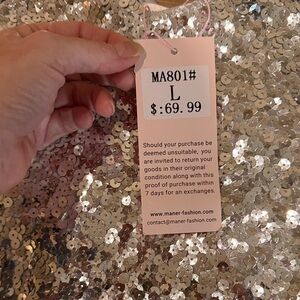 MA801#
L
$:69.99
Should your purchase be
deemed unsuitable, you
are invited to return your
goods in their original
condition along with this
proof of purchase within
7 days for an exchanges.
www.maner-fashion.com
contact@maner-fashion.com